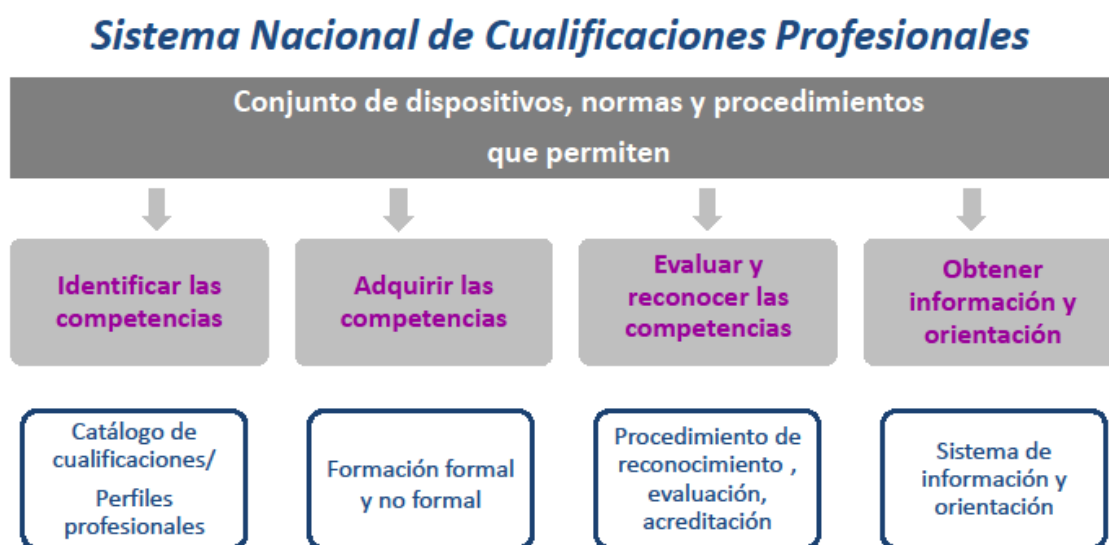 Sistema Nacional de Cualificaciones Profesionales
Conjunto de dispositivos, normas y procedimientos
que permiten
Identificar las
competencias
Adquirir las
competencias
Evaluar y
reconocer las
competencias
Obtener
información y
orientación
Catálogo de
cualificaciones/
Perfiles
profesionales
Formación formal
y no formal
Procedimiento de
reconocimiento ,
evaluación,
acreditación
Sistema de
información y
orientación